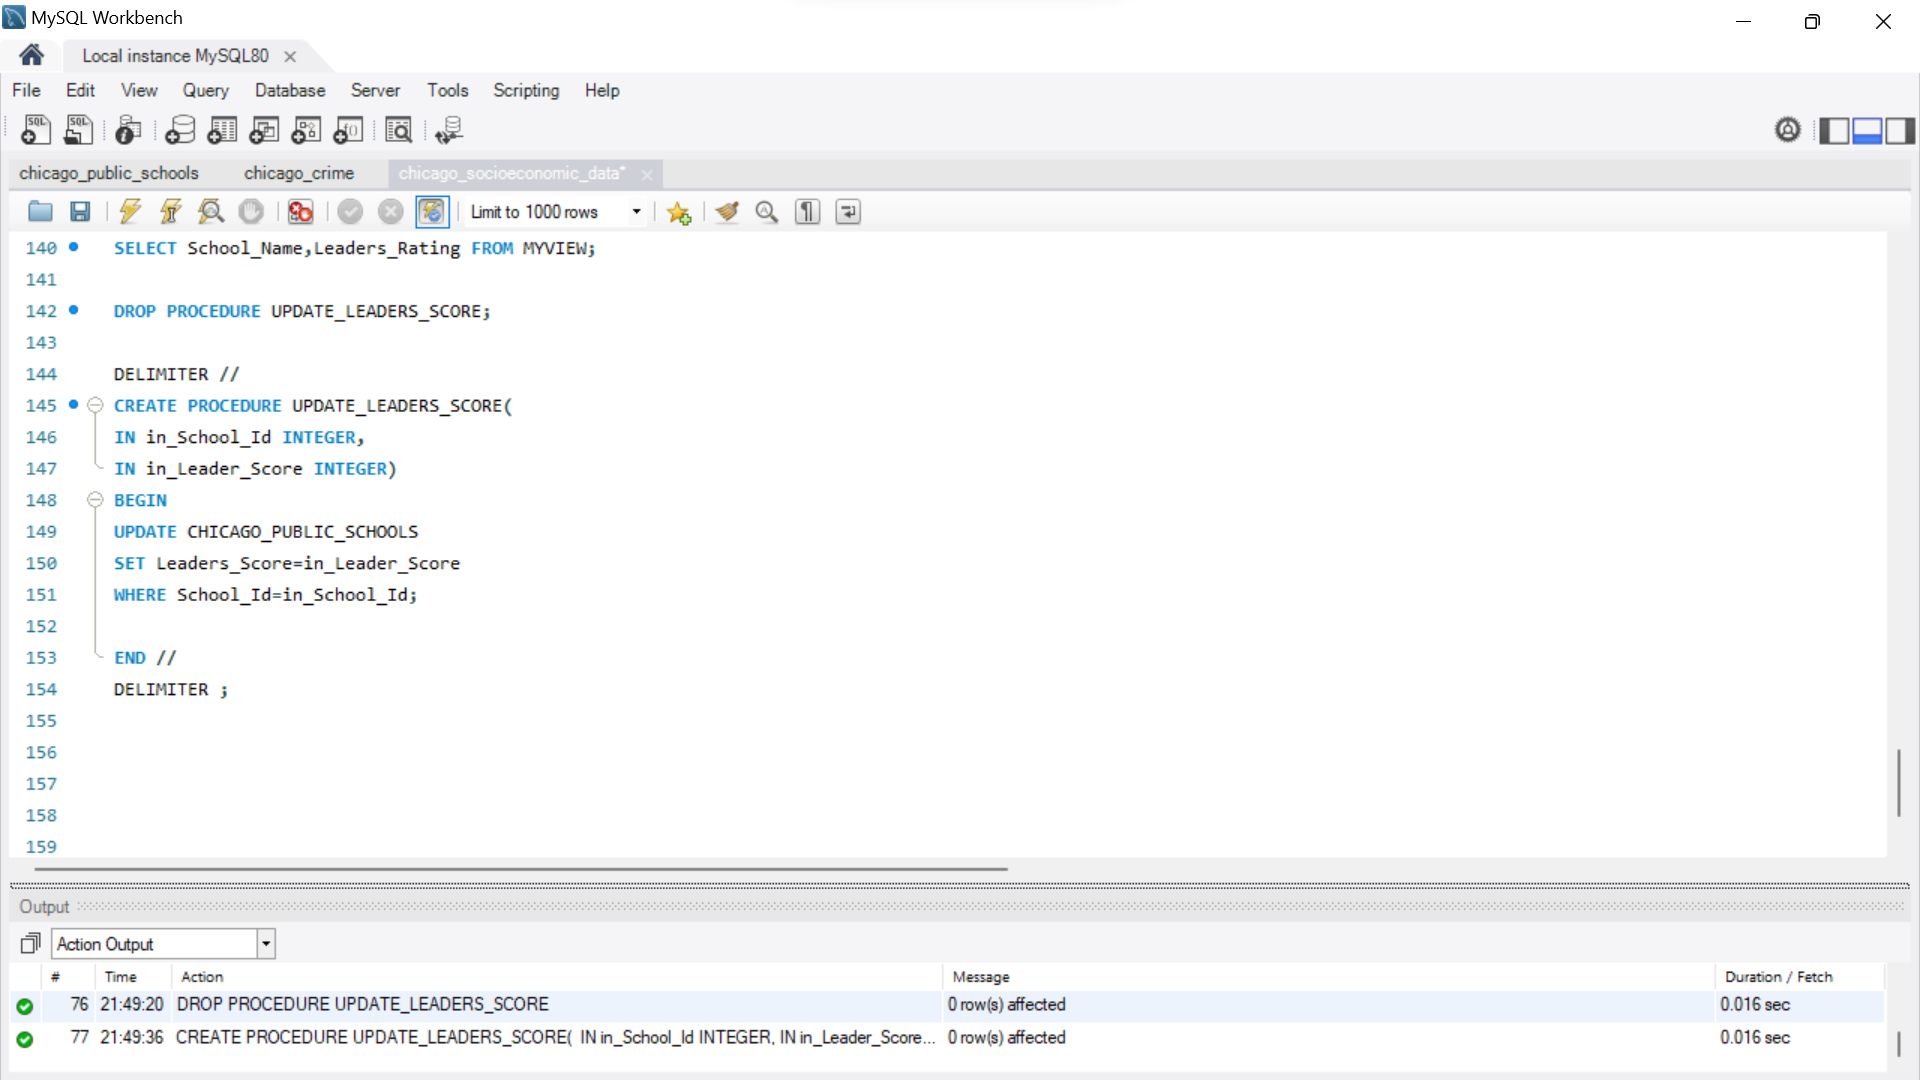 MySQL Workbench
Local instance MySQL80
File Edit View Query Database Server Tools Scripting Help
chicago_public_schools chicago_crime chicago_socioeconomic_data*
Limit to 1000 rows
140 SELECT School_Name,Leaders_Rating FROM MYVIEW;
141
142 DROP PROCEDURE UPDATE_LEADERS_SCORE;
143
144 DELIMITER //
145 CREATE PROCEDURE UPDATE_LEADERS_SCORE(
146 IN in_School_Id INTEGER,
147 IN in_Leader_Score INTEGER)
148 BEGIN
149 UPDATE CHICAGO_PUBLIC_SCHOOLS
150 SET Leaders_Score=in_Leader_Score
151 WHERE School_Id=in_School_Id;
152
153 END //
154 DELIMITER ;
155
156
157
158
159
Output
Action Output
# Time Action Message Duration / Fetch
76 21:49:20 DROP PROCEDURE UPDATE_LEADERS_SCORE 0 row(s) affected 0.016 sec
77 21:49:36 CREATE PROCEDURE UPDATE_LEADERS_SCORE( IN in_School_Id INTEGER, IN in_Leader_Score... 0 row(s) affected 0.016 sec